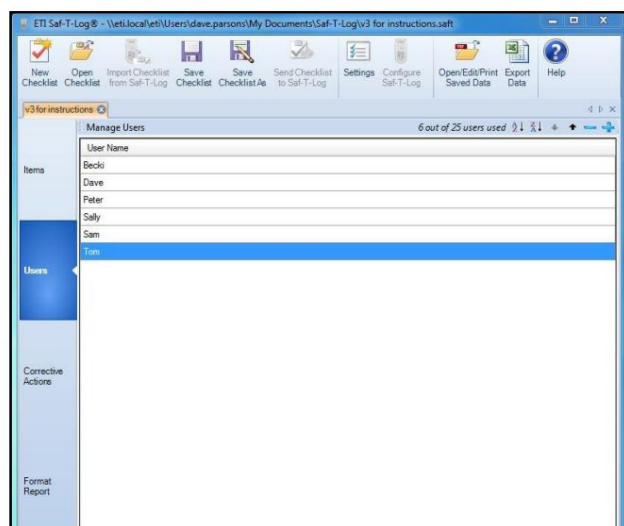 ETI Saf-T-Log® - \\eti.local\eti\Users\dave.parsons\My Documents\Saf-T-Log\v3 for instructions.saft
New Checklist
Open Checklist
Import Checklist from Saf-T-Log
Save Checklist
Save Checklist As
Send Checklist to Saf-T-Log
Settings
Configure Saf-T-Log
Open/Edit/Print Saved Data
Export Data
Help
v3 for instructions
Manage Users
6 out of 25 users used
User Name
Items
Becki
Dave
Peter
Sally
Sam
Tom
Users
Corrective
Actions
Format
Report